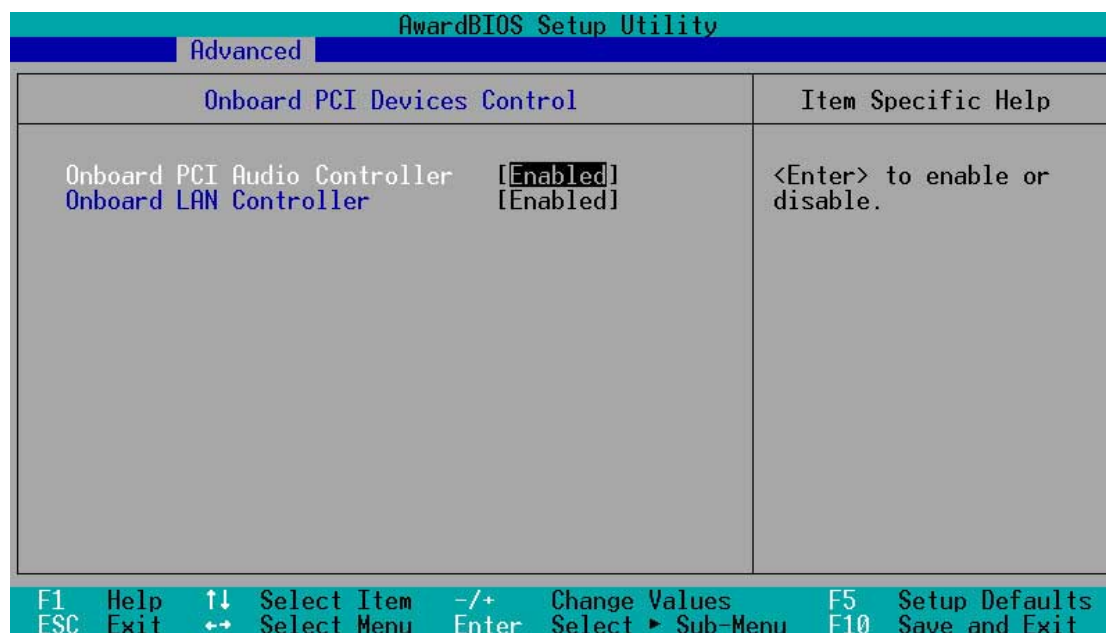 AwardBIOS Setup Utility
Advanced
Onboard PCI Devices Control
Item Specific Help
Onboard PCI Audio Controller [Enabled]
Onboard LAN Controller [Enabled]
<Enter> to enable or
disable.
F1 Help ↑↓ Select Item -/+ Change Values F5 Setup Defaults
ESC Exit ←→ Select Menu Enter Select ► Sub-Menu F10 Save and Exit